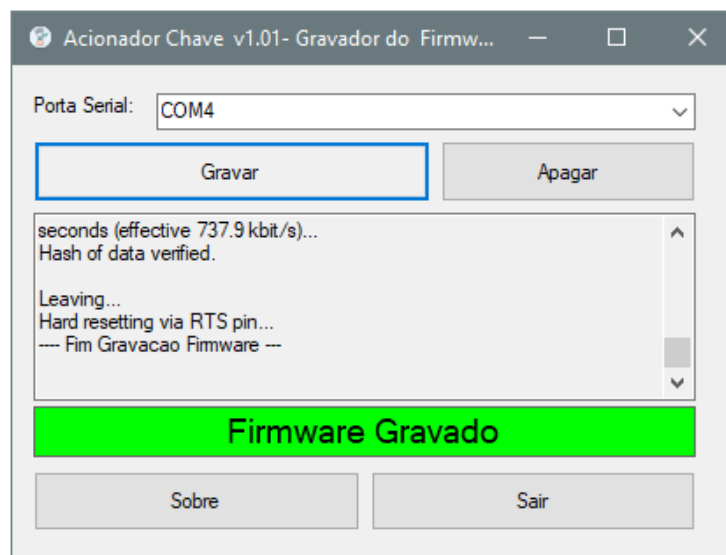 Acionador Chave v1.01- Gravador do Firmw...
Porta Serial: COM4
Gravar Apagar
seconds (effective 737.9 kbit/s)...
Hash of data verified.
Leaving...
Hard resetting via RTS pin...
---- Fim Gravacao Firmware ---
Firmware Gravado
Sobre Sair